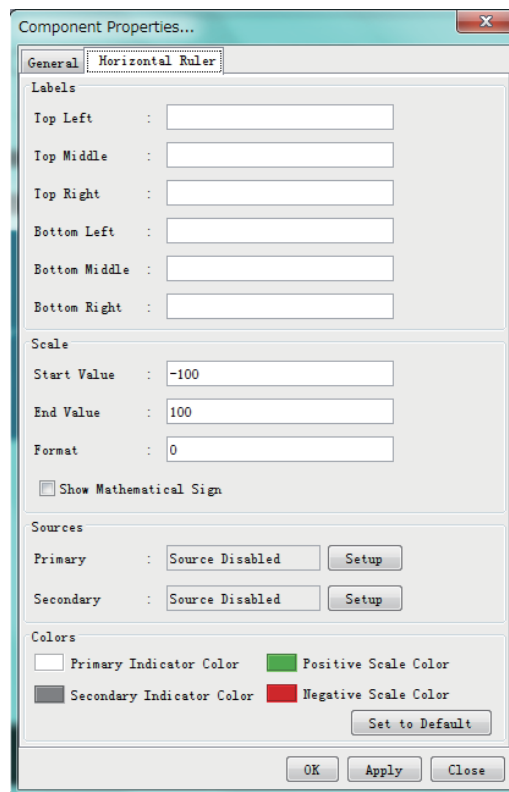 Component Properties...
General Horizontal Ruler
Labels
Top Left :
Top Middle :
Top Right :
Bottom Left :
Bottom Middle :
Bottom Right :
Scale
Start Value : -100
End Value : 100
Format : 0
Show Mathematical Sign
Sources
Primary : Source Disabled Setup
Secondary : Source Disabled Setup
Colors
Primary Indicator Color Positive Scale Color
Secondary Indicator Color Negative Scale Color
Set to Default
OK Apply Close